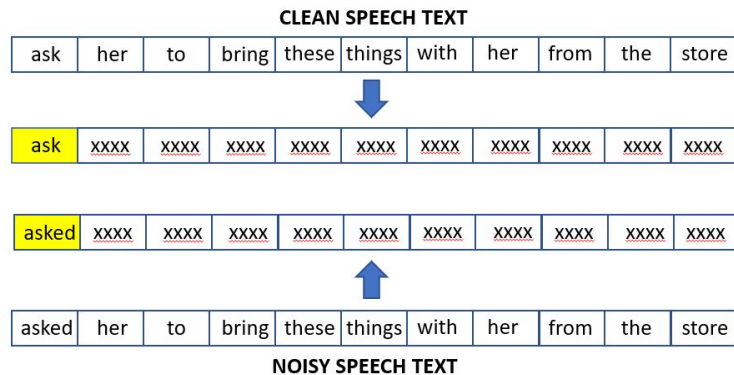 CLEAN SPEECH TEXT
ask her to bring these things with her from the store
ask xxxx xxxx xxxx xxxx xxxx xxxx xxxx xxxx xxxx xxxx
asked xxxx xxxx xxxx xxxx xxxx xxxx xxxx xxxx xxxx xxxx
asked her to bring these things with her from the store
NOISY SPEECH TEXT